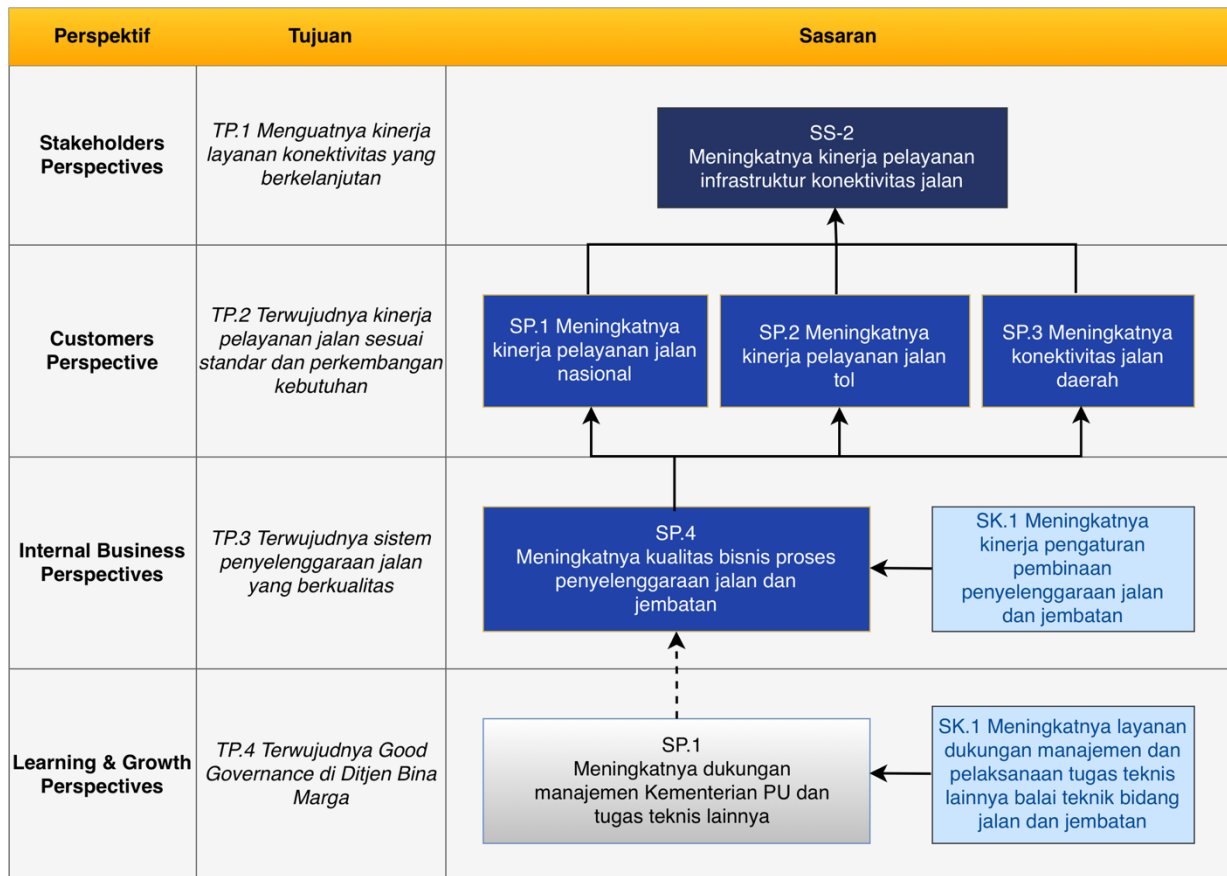 Perspektif
Tujuan
Sasaran
Stakeholders
Perspectives
TP.1 Menguatnya kinerja
layanan konektivitas yang
berkelanjutan
SS-2
Meningkatnya kinerja pelayanan
infrastruktur konektivitas jalan
Customers
Perspective
TP.2 Terwujudnya kinerja
pelayanan jalan sesuai
standar dan perkembangan
kebutuhan
SP.1 Meningkatnya
kinerja pelayanan jalan
nasional
SP.2 Meningkatnya
kinerja pelayanan jalan
tol
SP.3 Meningkatnya
konektivitas jalan
daerah
Internal Business
Perspectives
TP.3 Terwujudnya sistem
penyelenggaraan jalan
yang berkualitas
SP.4
Meningkatnya kualitas bisnis proses
penyelenggaraan jalan dan
jembatan
SK.1 Meningkatnya
kinerja pengaturan
pembinaan
penyelenggaraan jalan
dan jembatan
Learning & Growth
Perspectives
TP.4 Terwujudnya Good
Governance di Ditjen Bina
Marga
SP.1
Meningkatnya dukungan
manajemen Kementerian PU dan
tugas teknis lainnya
SK.1 Meningkatnya layanan
dukungan manajemen dan
pelaksanaan tugas teknis
lainnya balai teknik bidang
jalan dan jembatan